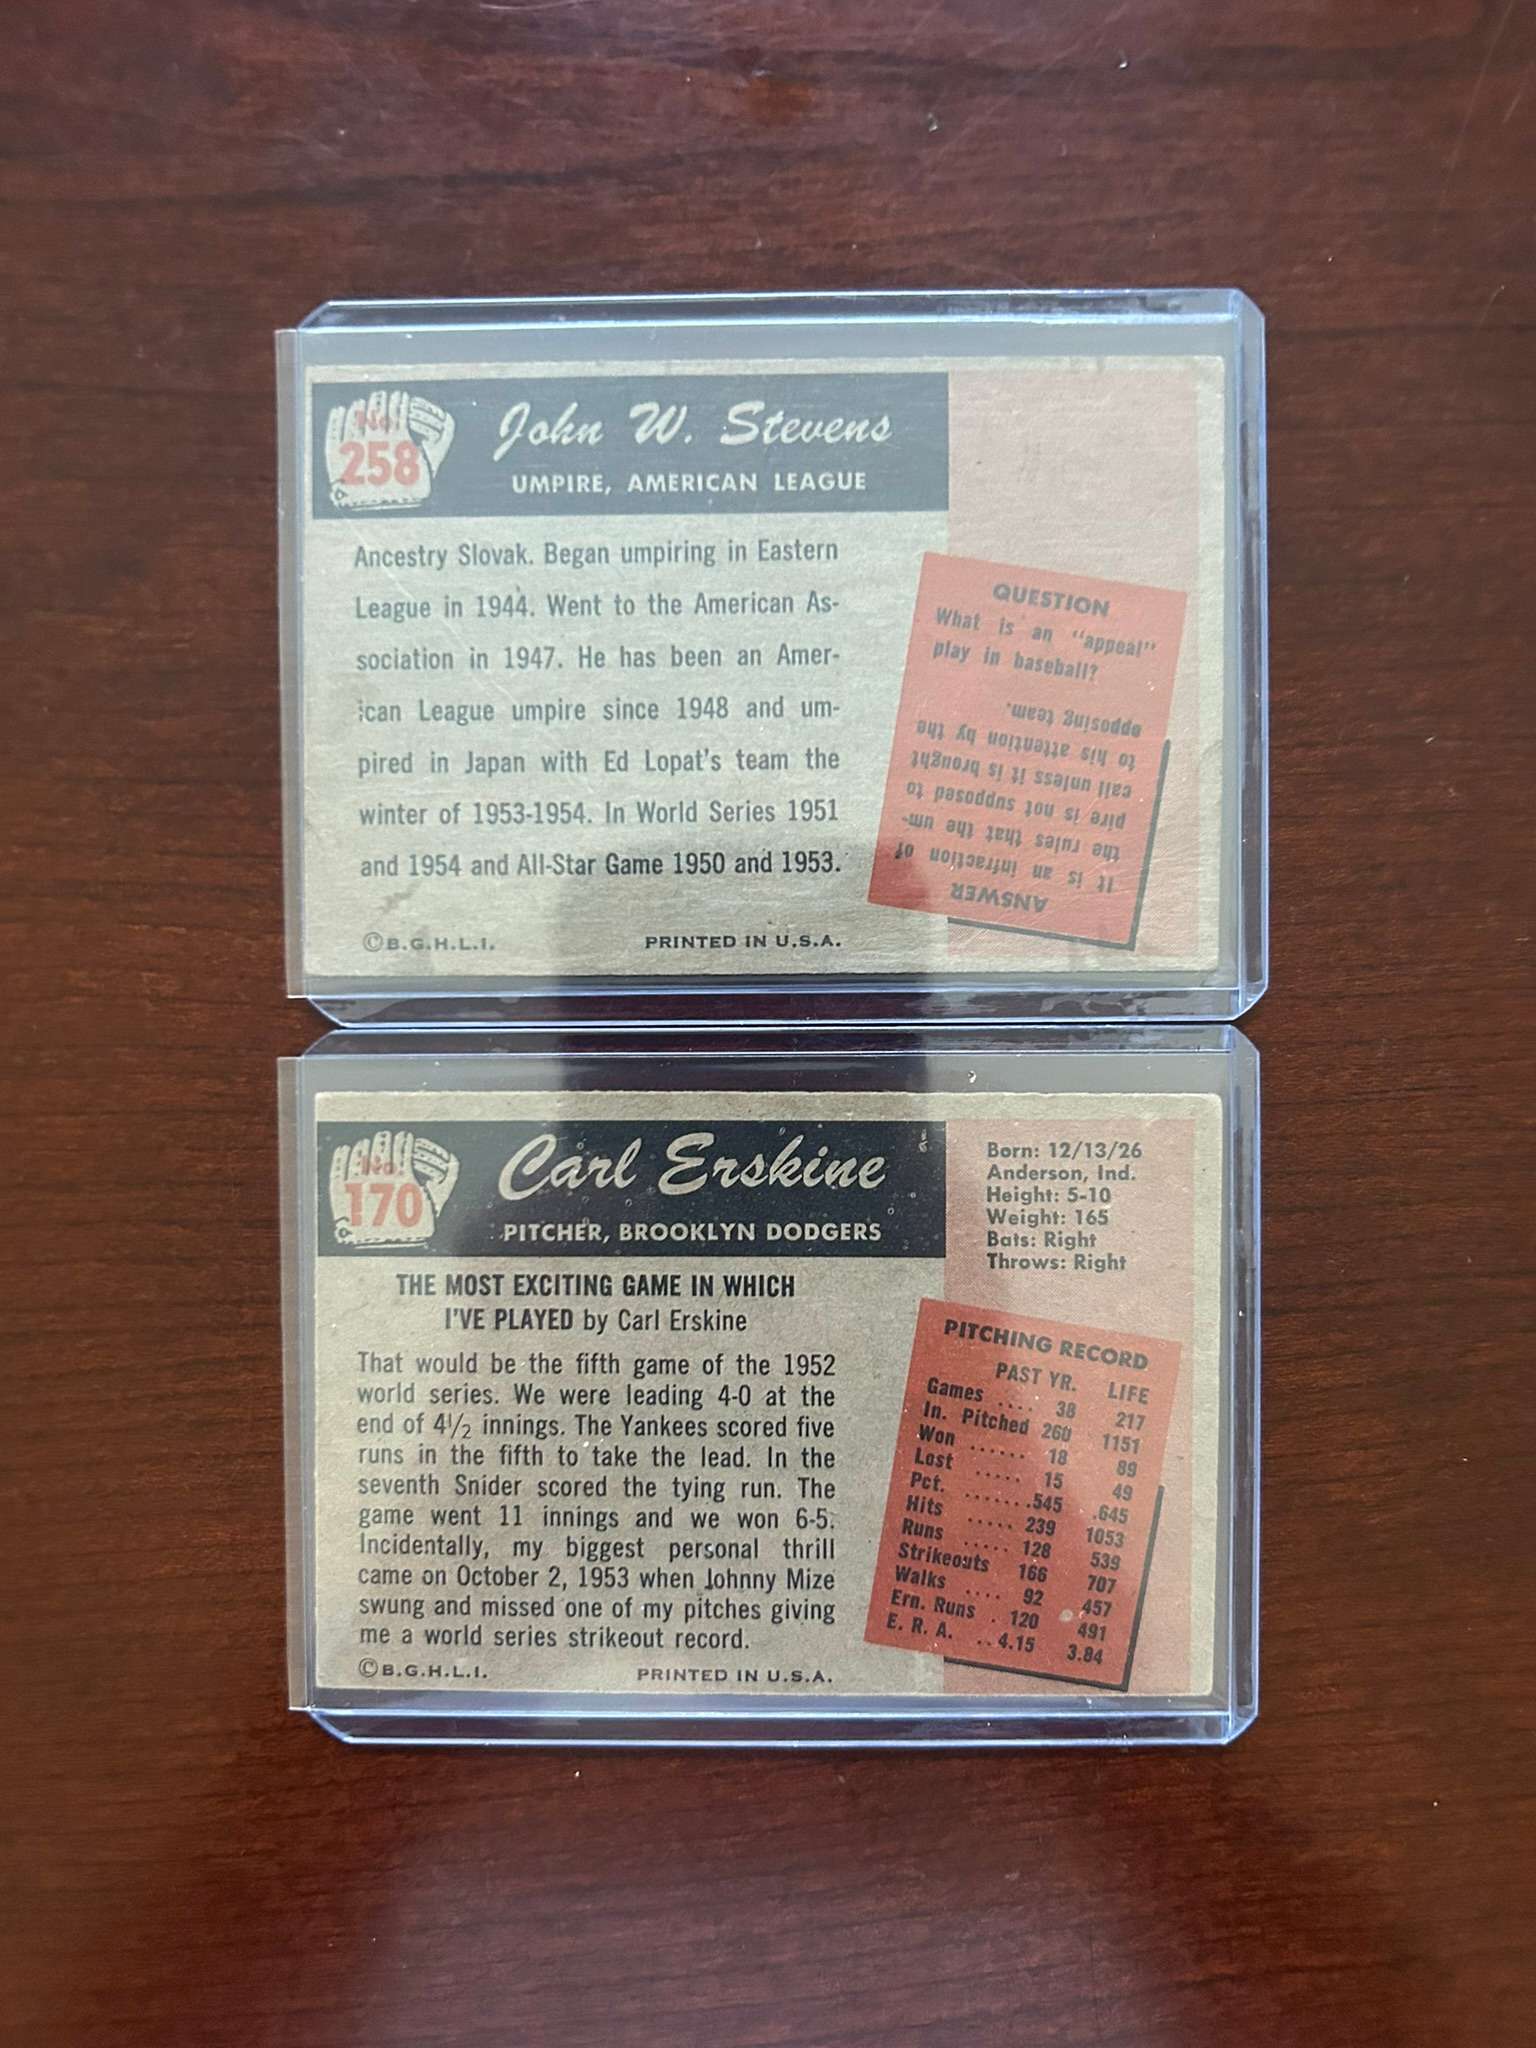 No.
258
John W. Stevens
UMPIRE, AMERICAN LEAGUE
Ancestry Slovak. Began umpiring in Eastern
League in 1944. Went to the American As-
sociation in 1947. He has been an Amer-
ican League umpire since 1948 and um-
pired in Japan with Ed Lopat's team the
winter of 1953-1954. In World Series 1951
and 1954 and All-Star Game 1950 and 1953.
©B.G.H.L.I.
PRINTED IN U.S.A.
QUESTION
What is an "appeal"
play in baseball?
ANSWER
It is an infraction of
the rules that the um-
pire is not supposed to
call unless it is brought
to his attention by the
opposing team.
No.
170
Carl Erskine
PITCHER, BROOKLYN DODGERS
THE MOST EXCITING GAME IN WHICH
I'VE PLAYED by Carl Erskine
That would be the fifth game of the 1952
world series. We were leading 4-0 at the
end of 4½ innings. The Yankees scored five
runs in the fifth to take the lead. In the
seventh Snider scored the tying run. The
game went 11 innings and we won 6-5.
Incidentally, my biggest personal thrill
came on October 2, 1953 when Johnny Mize
swung and missed one of my pitches giving
me a world series strikeout record.
©B.G.H.L.I.
PRINTED IN U.S.A.
Born: 12/13/26
Anderson, Ind.
Height: 5-10
Weight: 165
Bats: Right
Throws: Right
PITCHING RECORD
PAST YR. LIFE
Games .... 38 217
In. Pitched 260 1151
Won ...... 18 89
Lost ..... 15 49
Pct. .......545 .645
Hits ..... 239 1053
Runs ..... 128 539
Strikeouts 166 707
Walks .... 92 457
Ern. Runs . 120 491
E. R. A. .. 4.15 3.84